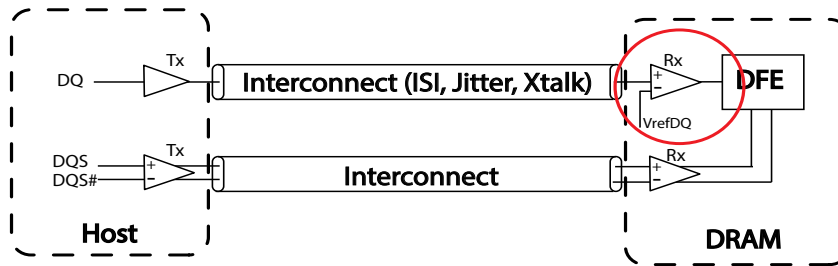 Tx
DQ
Interconnect (ISI, Jitter, Xtalk)
Rx
+
−
DFE
VrefDQ
Tx
DQS
DQS#
+
−
Interconnect
Rx
+
−
Host
DRAM